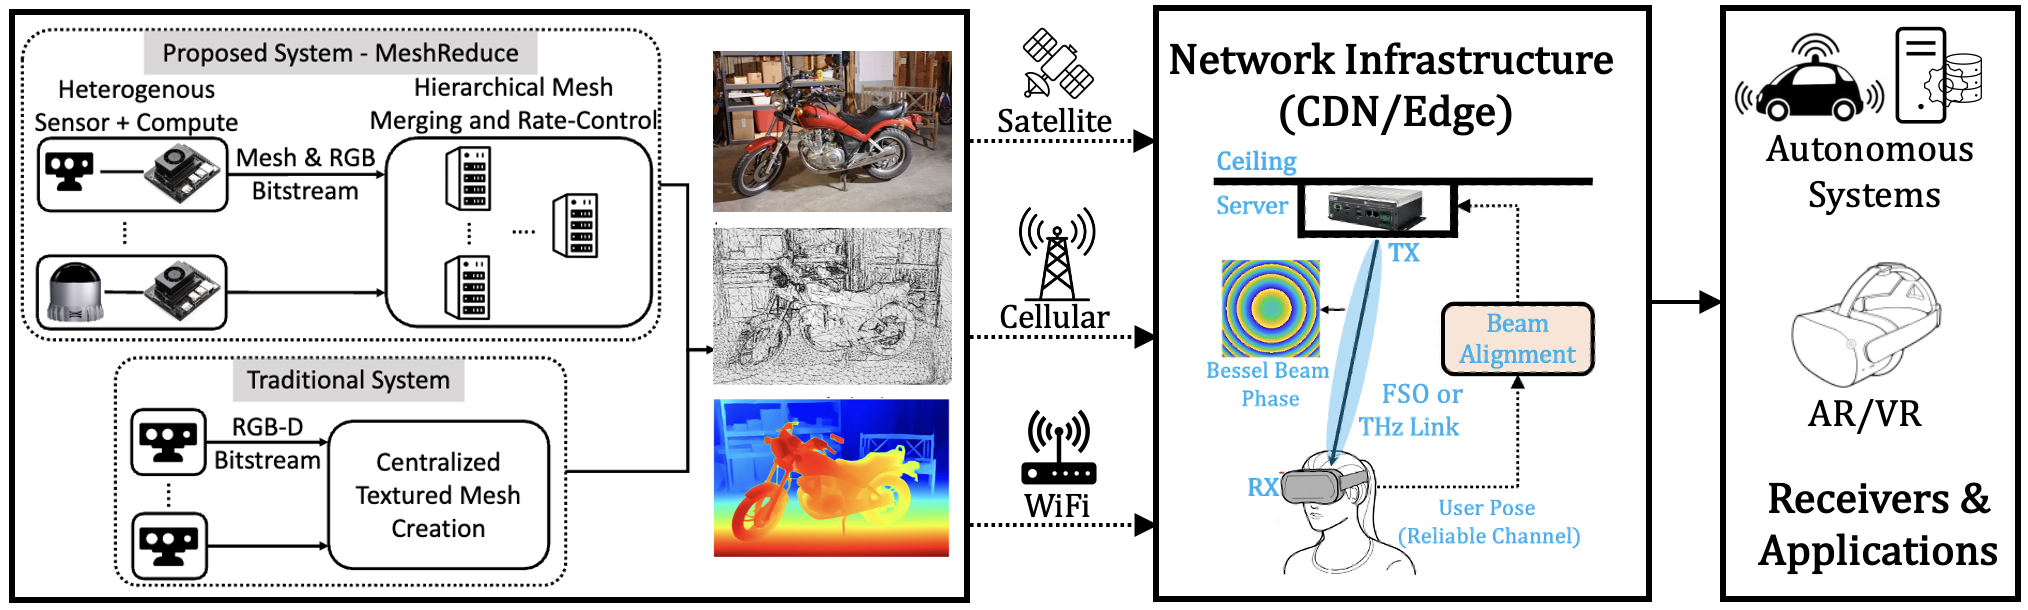 Proposed System - MeshReduce
Heterogenous
Sensor + Compute
Hierarchical Mesh
Merging and Rate-Control
Mesh & RGB
Bitstream
Traditional System
RGB-D
Bitstream
Centralized
Textured Mesh
Creation
Satellite
Cellular
WiFi
Network Infrastructure
(CDN/Edge)
Ceiling
Server
TX
Bessel Beam
Phase
Beam
Alignment
FSO or
THz Link
RX
User Pose
(Reliable Channel)
Autonomous
Systems
AR/VR
Receivers &
Applications